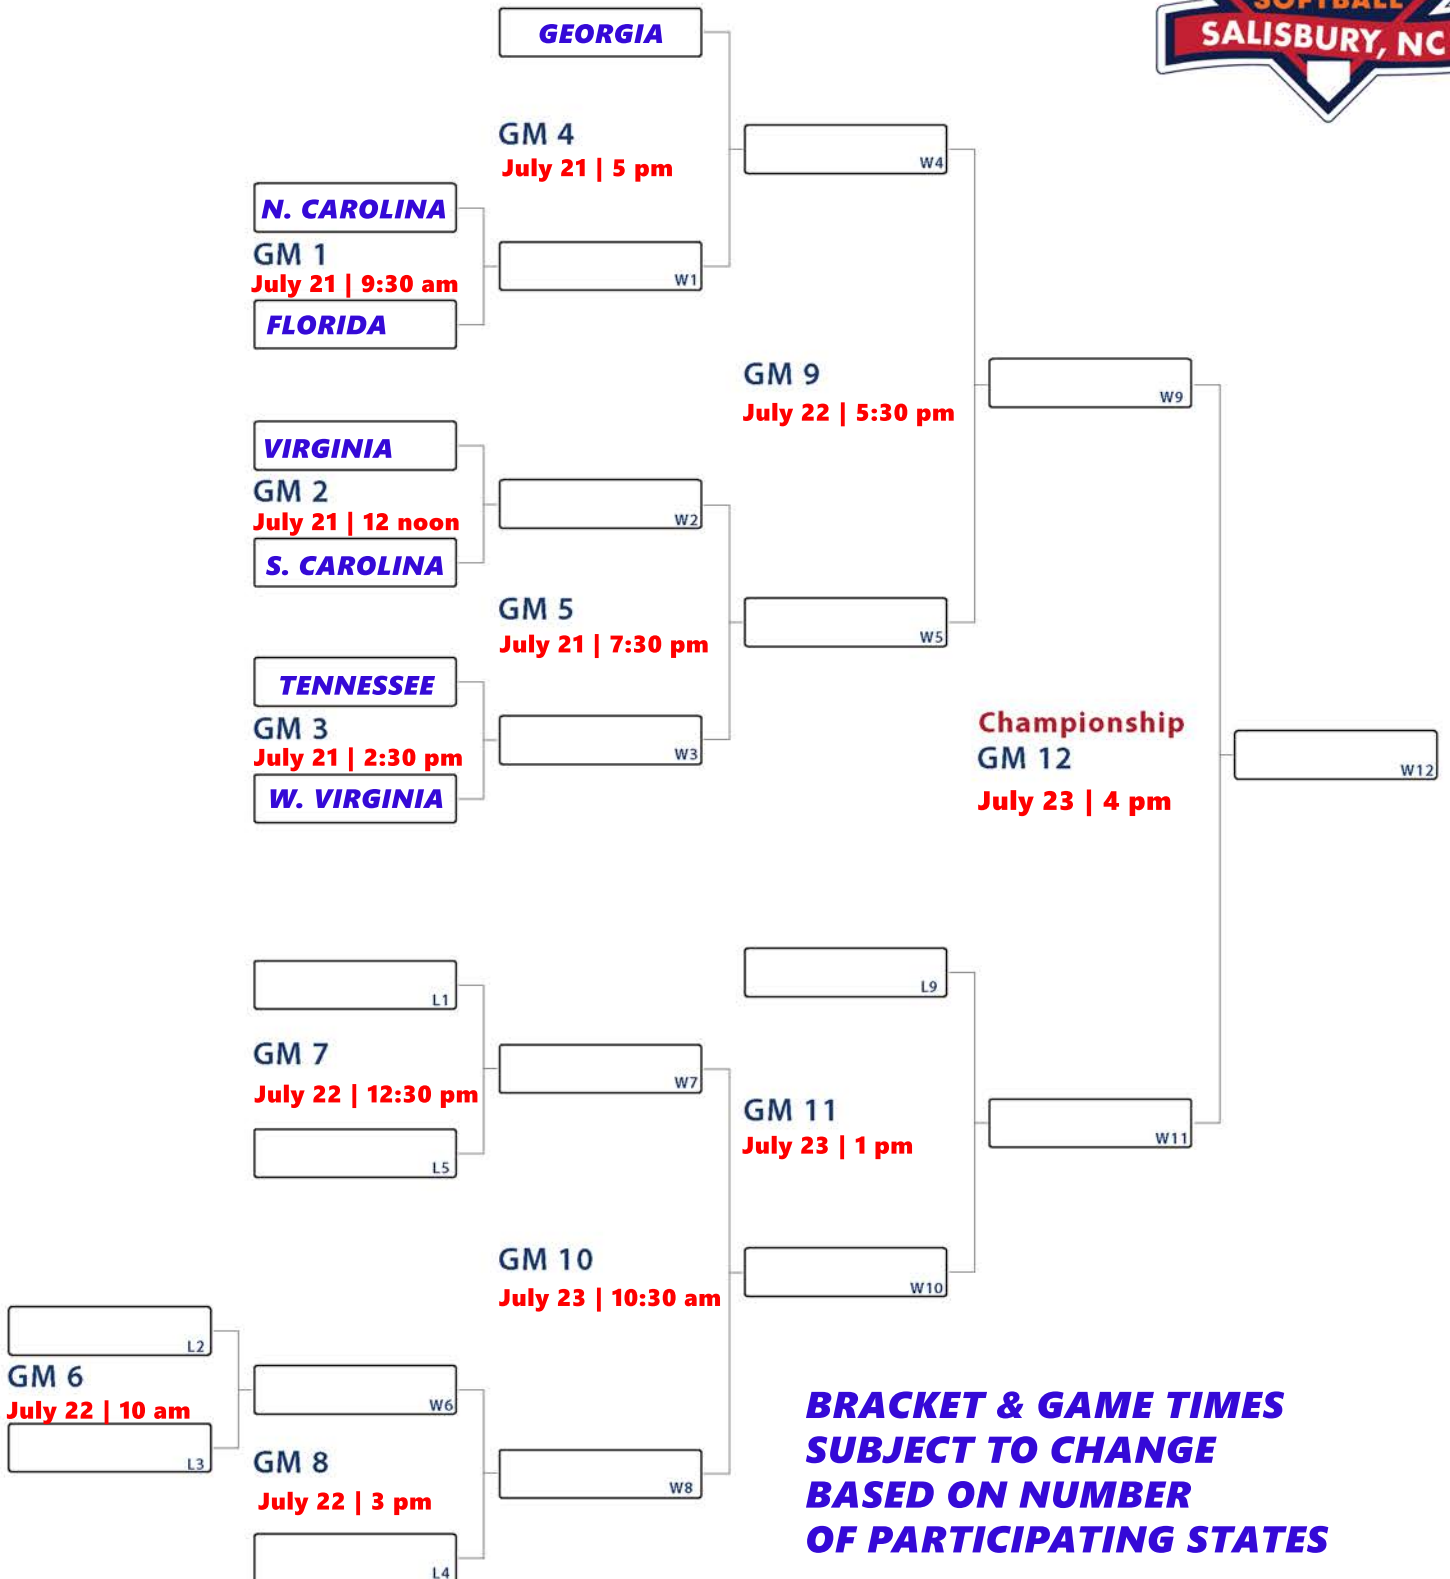 SOFTBALL
SALISBURY, NC
GEORGIA
GM 4
July 21 | 5 pm
W4
N. CAROLINA
GM 1
July 21 | 9:30 am
W1
FLORIDA
GM 9
July 22 | 5:30 pm
W9
VIRGINIA
GM 2
July 21 | 12 noon
W2
S. CAROLINA
GM 5
July 21 | 7:30 pm
W5
TENNESSEE
GM 3
July 21 | 2:30 pm
W3
W. VIRGINIA
Championship
GM 12
July 23 | 4 pm
W12
L1
GM 7
July 22 | 12:30 pm
W7
L5
L9
GM 11
July 23 | 1 pm
W11
GM 10
July 23 | 10:30 am
W10
L2
GM 6
July 22 | 10 am
W6
L3
GM 8
July 22 | 3 pm
W8
L4
BRACKET & GAME TIMES
SUBJECT TO CHANGE
BASED ON NUMBER
OF PARTICIPATING STATES